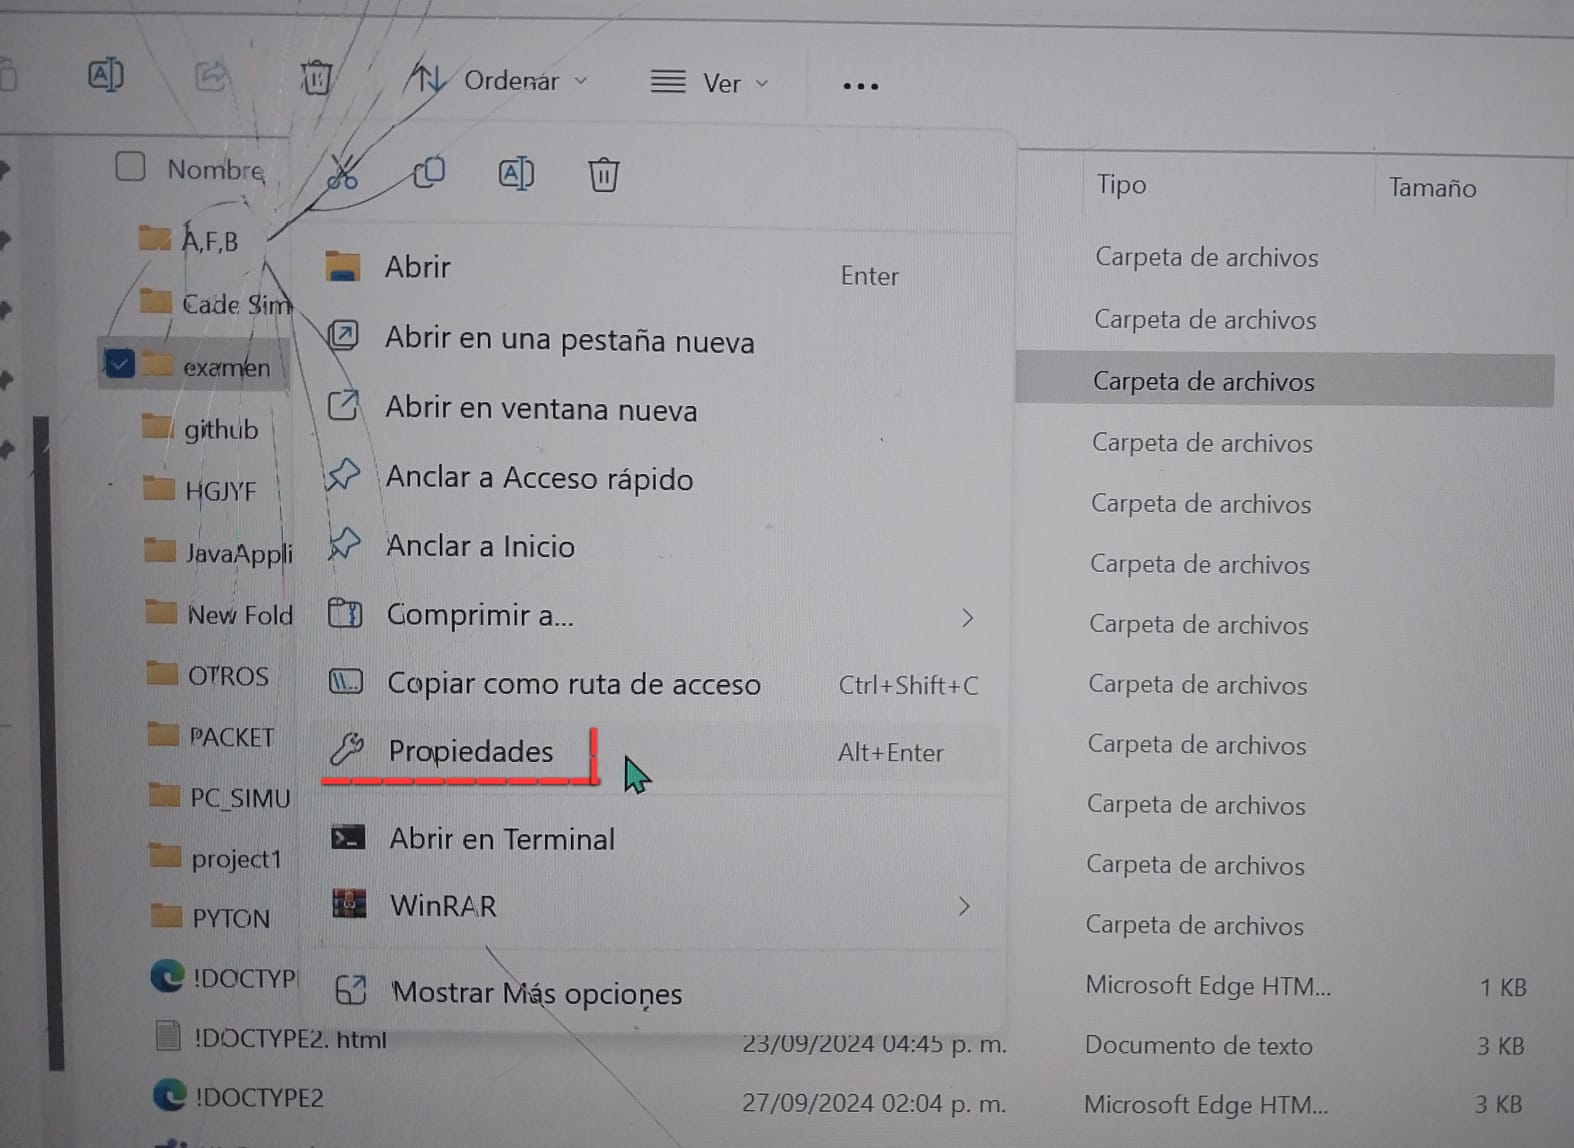 Ordenar
Ver
Nombre
Tipo
Tamaño
A,F,B
Carpeta de archivos
Cade Sim
Carpeta de archivos
examen
Carpeta de archivos
github
Carpeta de archivos
HGJYF
Carpeta de archivos
JavaAppli
Carpeta de archivos
New Fold
Carpeta de archivos
OTROS
Carpeta de archivos
PACKET
Carpeta de archivos
PC_SIMU
Carpeta de archivos
project1
Carpeta de archivos
PYTON
Carpeta de archivos
!DOCTYP
Microsoft Edge HTM...
1 KB
!DOCTYPE2. html
23/09/2024 04:45 p. m.
Documento de texto
3 KB
!DOCTYPE2
27/09/2024 02:04 p. m.
Microsoft Edge HTM...
3 KB
Abrir
Enter
Abrir en una pestaña nueva
Abrir en ventana nueva
Anclar a Acceso rápido
Anclar a Inicio
Comprimir a...
Copiar como ruta de acceso
Ctrl+Shift+C
Propiedades
Alt+Enter
Abrir en Terminal
WinRAR
Mostrar Más opciones